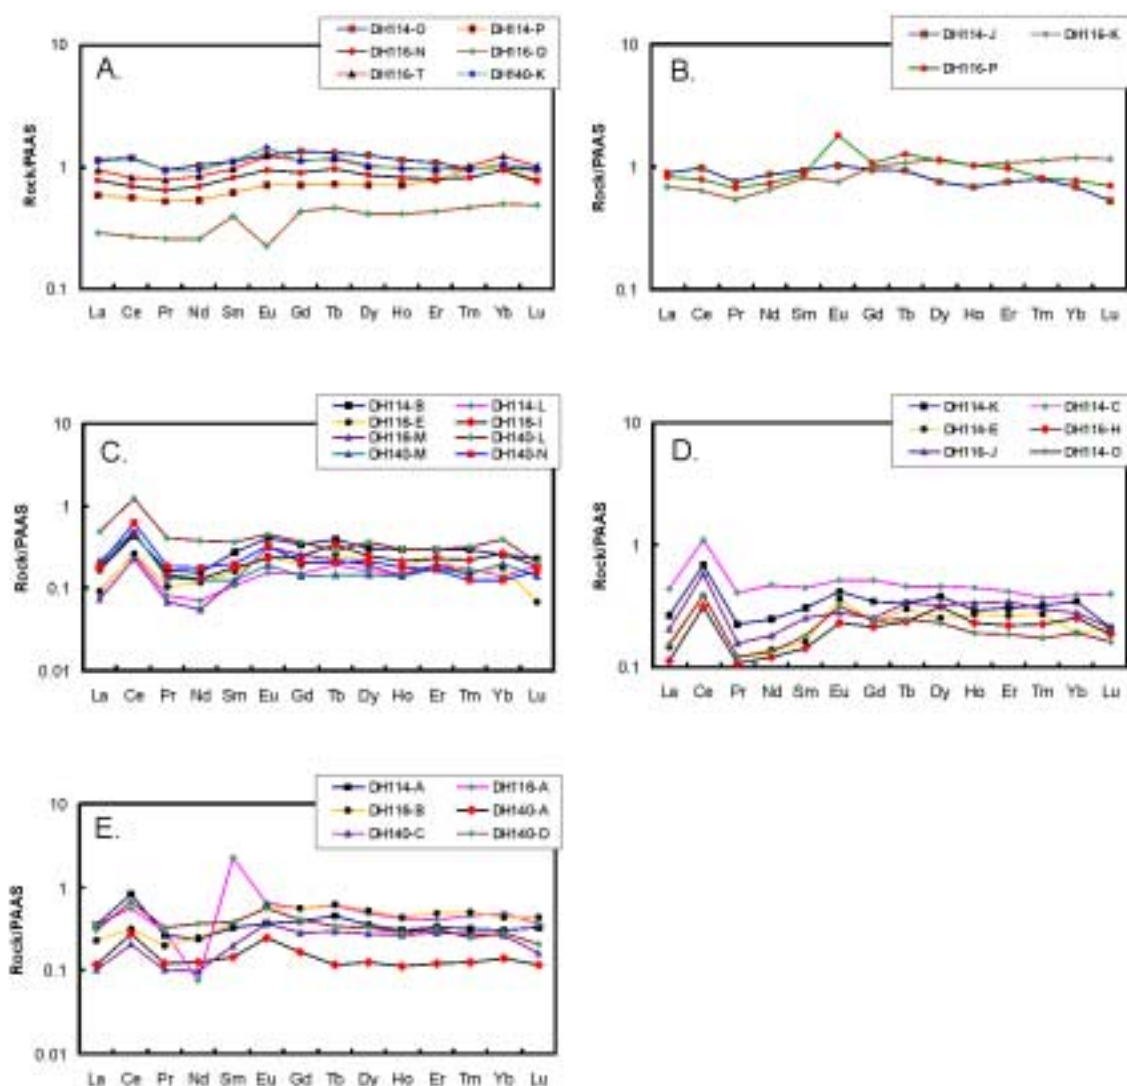 A.
DH114-O DH114-P
DH116-N DH116-O
DH116-T DH140-K
Rock/PAAS
10
1
0.1
La Ce Pr Nd Sm Eu Gd Tb Dy Ho Er Tm Yb Lu
B.
DH114-J DH116-K
DH116-P
Rock/PAAS
10
1
0.1
La Ce Pr Nd Sm Eu Gd Tb Dy Ho Er Tm Yb Lu
C.
DH114-B DH114-L
DH116-E DH116-I
DH116-M DH140-L
DH140-M DH140-N
Rock/PAAS
10
1
0.1
0.01
La Ce Pr Nd Sm Eu Gd Tb Dy Ho Er Tm Yb Lu
D.
DH114-K DH114-C
DH114-E DH116-H
DH116-J DH114-O
Rock/PAAS
10
1
0.1
La Ce Pr Nd Sm Eu Gd Tb Dy Ho Er Tm Yb Lu
E.
DH114-A DH116-A
DH116-B DH140-A
DH140-C DH140-D
Rock/PAAS
10
1
0.1
0.01
La Ce Pr Nd Sm Eu Gd Tb Dy Ho Er Tm Yb Lu